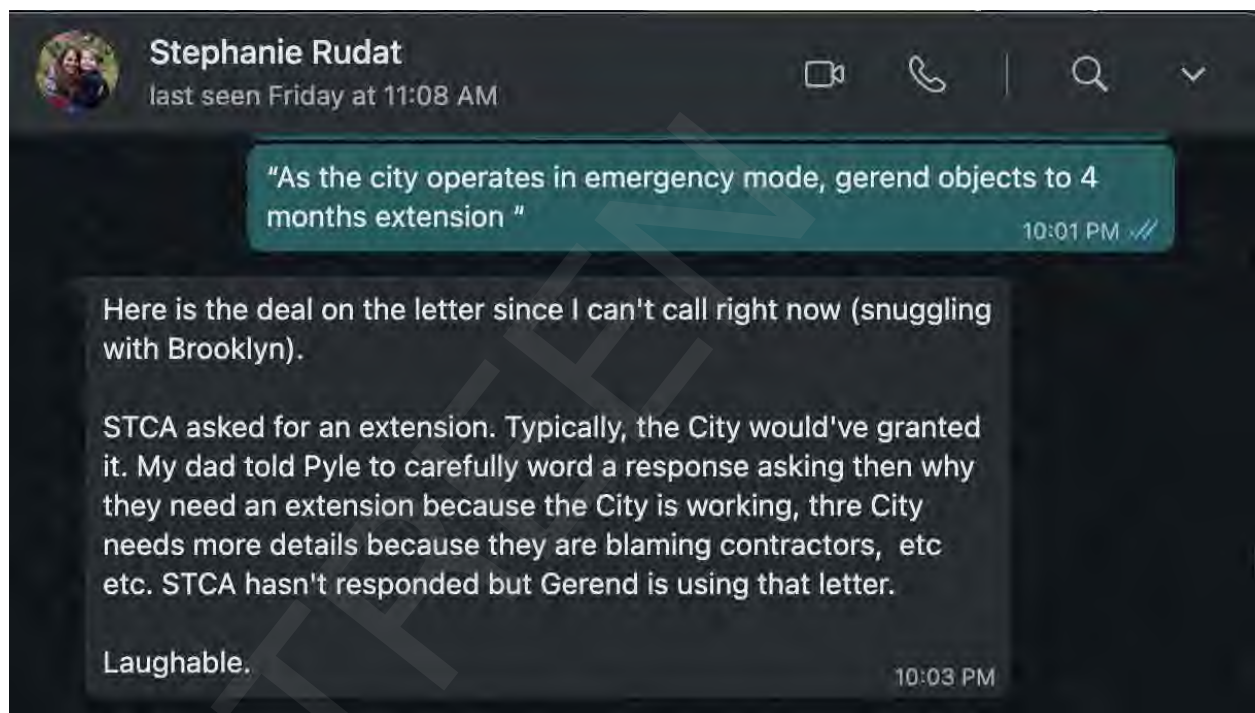 Stephanie Rudat
last seen Friday at 11:08 AM
"As the city operates in emergency mode, gerend objects to 4
months extension "
10:01 PM
Here is the deal on the letter since I can't call right now (snuggling
with Brooklyn).
STCA asked for an extension. Typically, the City would've granted
it. My dad told Pyle to carefully word a response asking then why
they need an extension because the City is working, thre City
needs more details because they are blaming contractors,  etc
etc. STCA hasn't responded but Gerend is using that letter.
Laughable.
10:03 PM